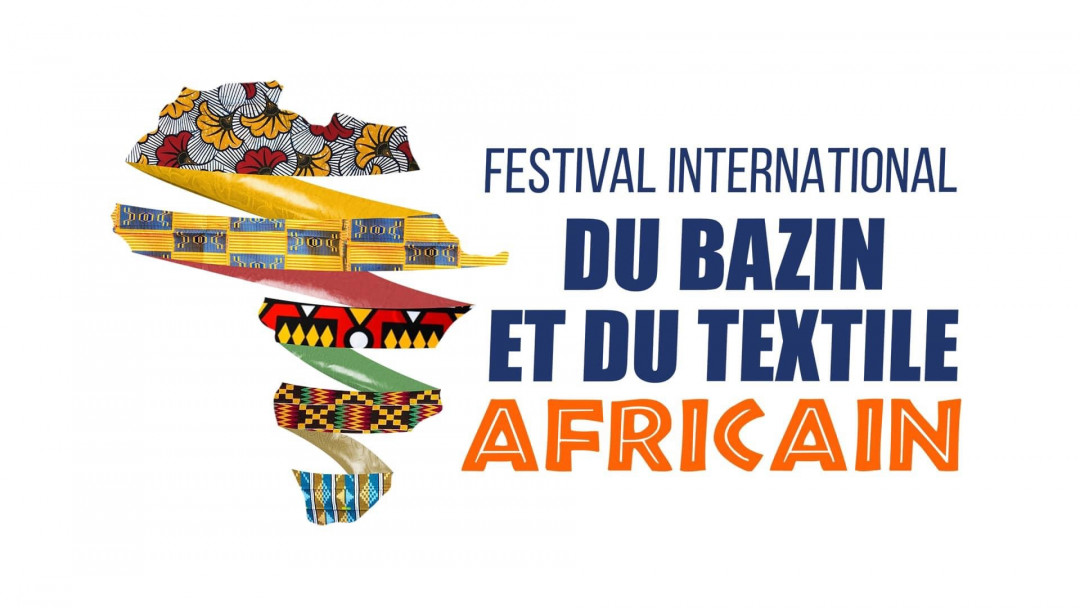 FESTIVAL INTERNATIONAL
DU BAZIN
ET DU TEXTILE
AFRICAIN